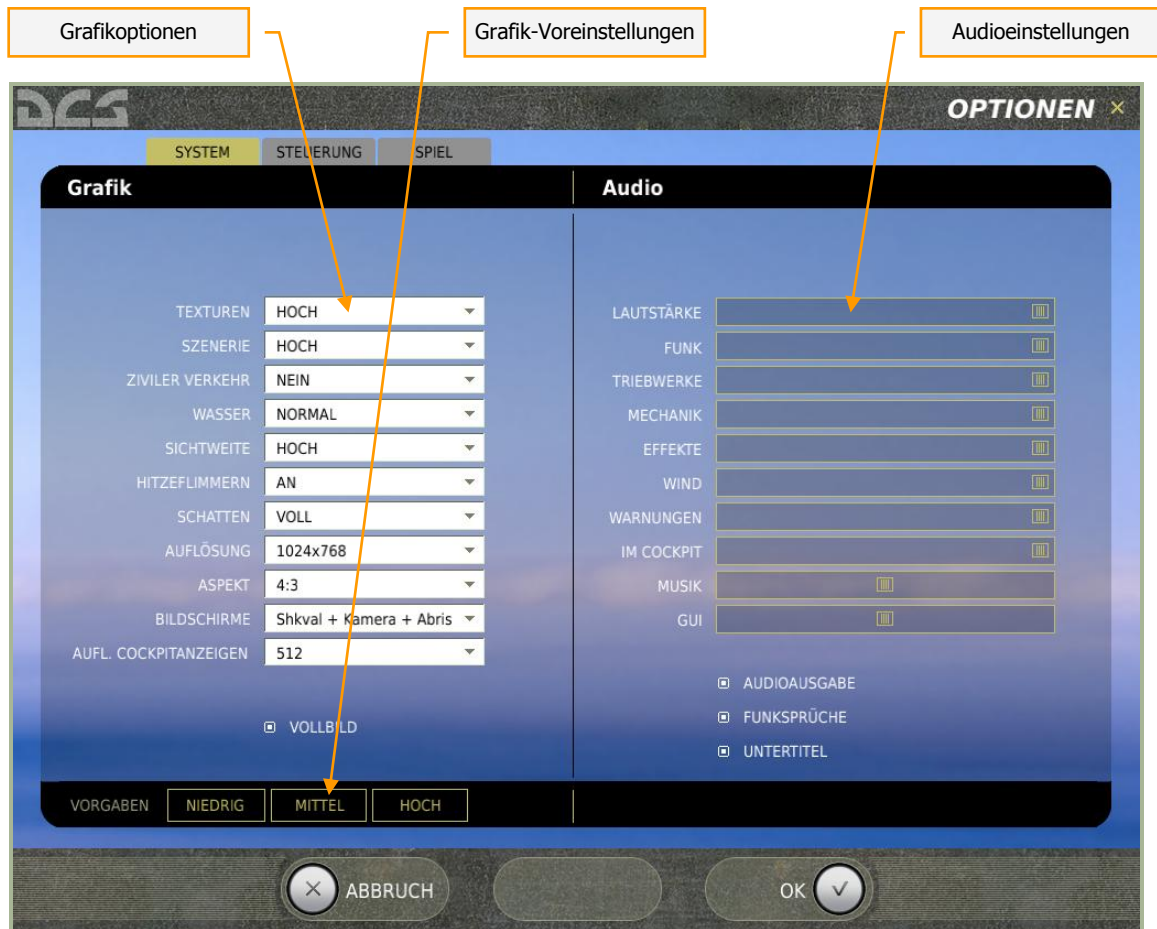 Grafikoptionen
Grafik-Voreinstellungen
Audioeinstellungen
DCS
OPTIONEN
SYSTEM STEUERUNG SPIEL
Grafik
Audio
TEXTUREN HOCH
SZENERIE HOCH
ZIVILER VERKEHR NEIN
WASSER NORMAL
SICHTWEITE HOCH
HITZEFLIMMERN AN
SCHATTEN VOLL
AUFLÖSUNG 1024x768
ASPEKT 4:3
BILDSCHIRME Shkval + Kamera + Abris
AUFL. COCKPITANZEIGEN 512
VOLLBILD
LAUTSTÄRKE
FUNK
TRIEBWERKE
MECHANIK
EFFEKTE
WIND
WARNUNGEN
IM COCKPIT
MUSIK
GUI
AUDIOAUSGABE
FUNKSPRÜCHE
UNTERTITEL
VORGABEN NIEDRIG MITTEL HOCH
ABBRUCH
OK